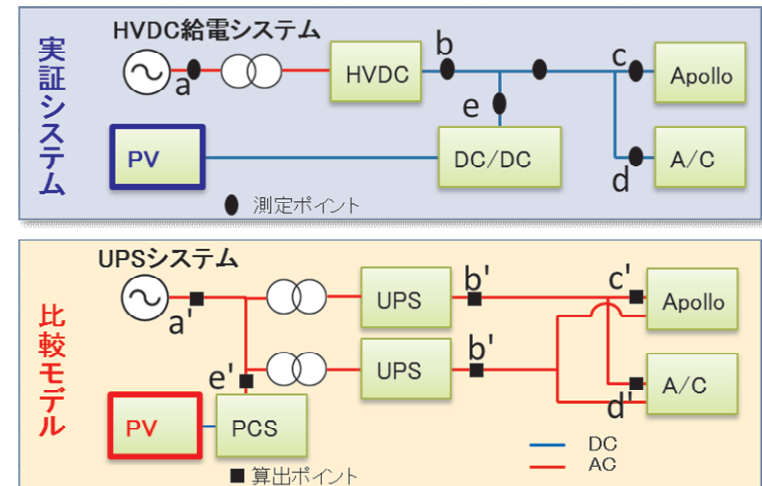 実証システム
HVDC給電システム
a
HVDC
b
c
Apollo
e
PV
DC/DC
d
A/C
測定ポイント
比較モデル
UPSシステム
a'
UPS
b'
c'
Apollo
UPS
b'
e'
d'
A/C
PV
PCS
DC
AC
算出ポイント